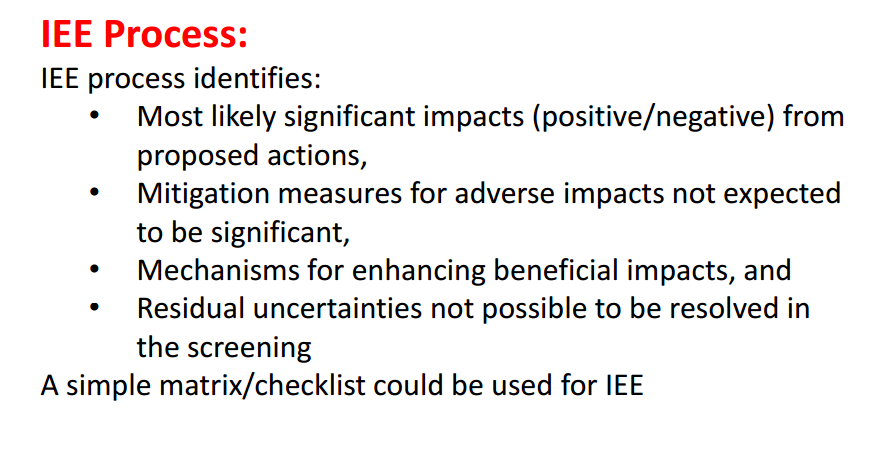 IEE Process:
IEE process identifies:
• Most likely significant impacts (positive/negative) from
proposed actions,
• Mitigation measures for adverse impacts not expected
to be significant,
• Mechanisms for enhancing beneficial impacts, and
• Residual uncertainties not possible to be resolved in
the screening
A simple matrix/checklist could be used for IEE